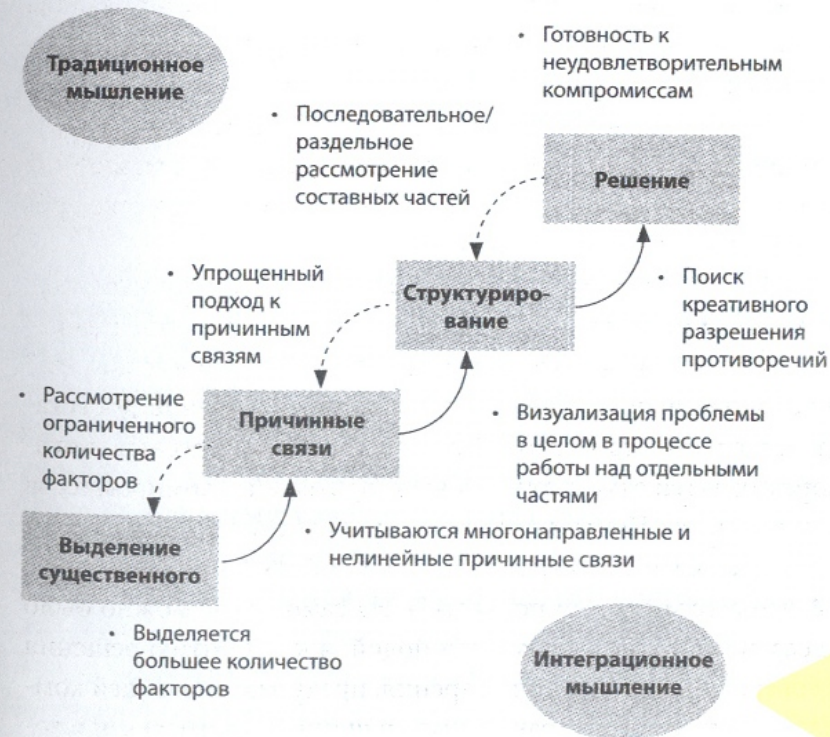 Традиционное
мышление
• Готовность к
неудовлетворительным
компромиссам
• Последовательное/
раздельное
рассмотрение
составных частей
Решение
• Упрощенный
подход к
причинным
связям
Структурирo-
вание
• Поиск
креативного
разрешения
противоречий
• Рассмотрение
ограниченного
количества
факторов
Причинные
связи
• Визуализация проблемы
в целом в процессе
работы над отдельными
частями
Выделение
существенного
• Учитываются многонаправленные и
нелинейные причинные связи
• Выделяется
большее количество
факторов
Интеграционное
мышление